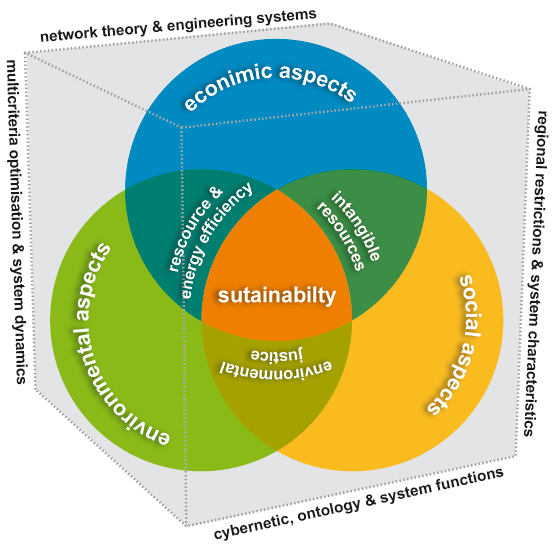 network theory & engineering systems
multicriteria optimisation & system dynamics
regional restrictions & system characteristics
econimic aspects
rescource &
energy efficiency
intangible
resources
environmental aspects
sutainabilty
social aspects
environmental
justice
cybernetic, ontology & system functions